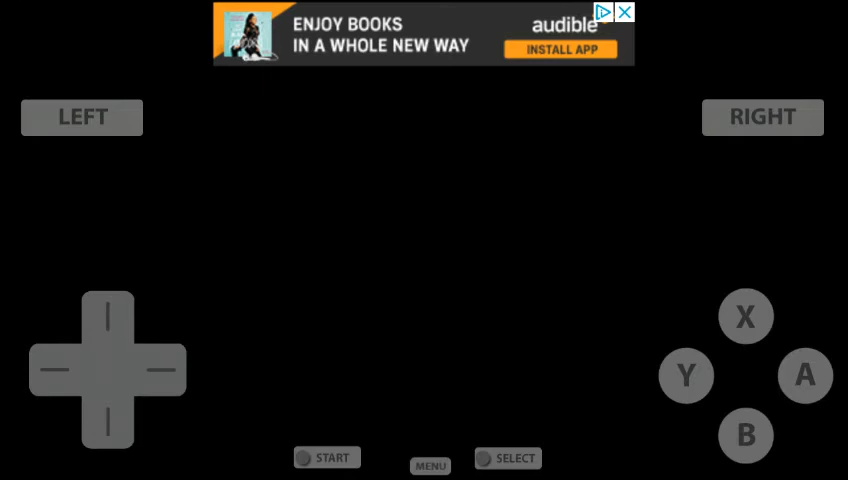 ENJOY BOOKS
IN A WHOLE NEW WAY
audible
INSTALL APP
LEFT
RIGHT
X
Y
A
B
START
MENU
SELECT